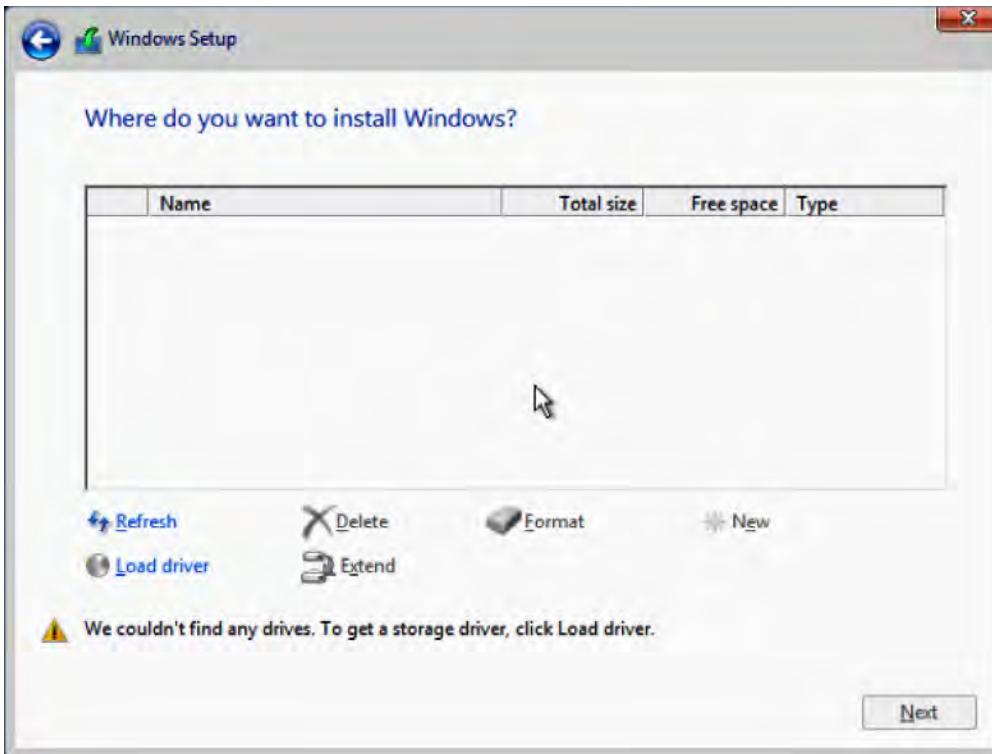 Windows Setup
Where do you want to install Windows?
Name Total size Free space Type
Refresh Delete Format New
Load driver Extend
We couldn't find any drives. To get a storage driver, click Load driver.
Next